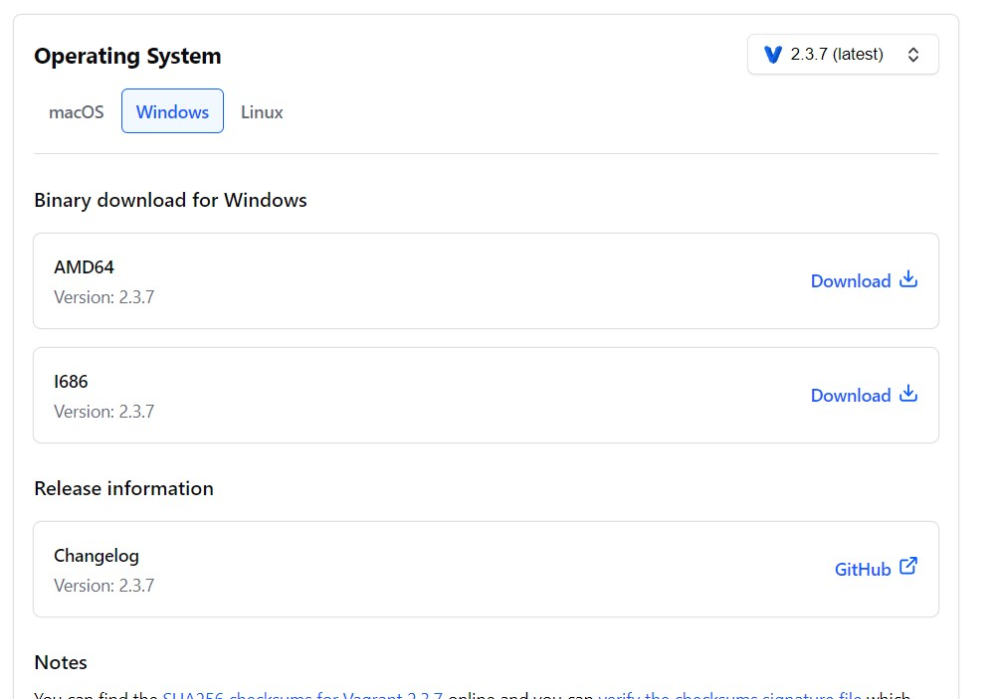 Operating System
2.3.7 (latest)
macOS
Windows
Linux
Binary download for Windows
AMD64
Version: 2.3.7
Download
I686
Version: 2.3.7
Download
Release information
Changelog
Version: 2.3.7
GitHub
Notes
You can find the SHA256 checksums for Vagrant 2.3.7 online and you can verify the checksums signature file which